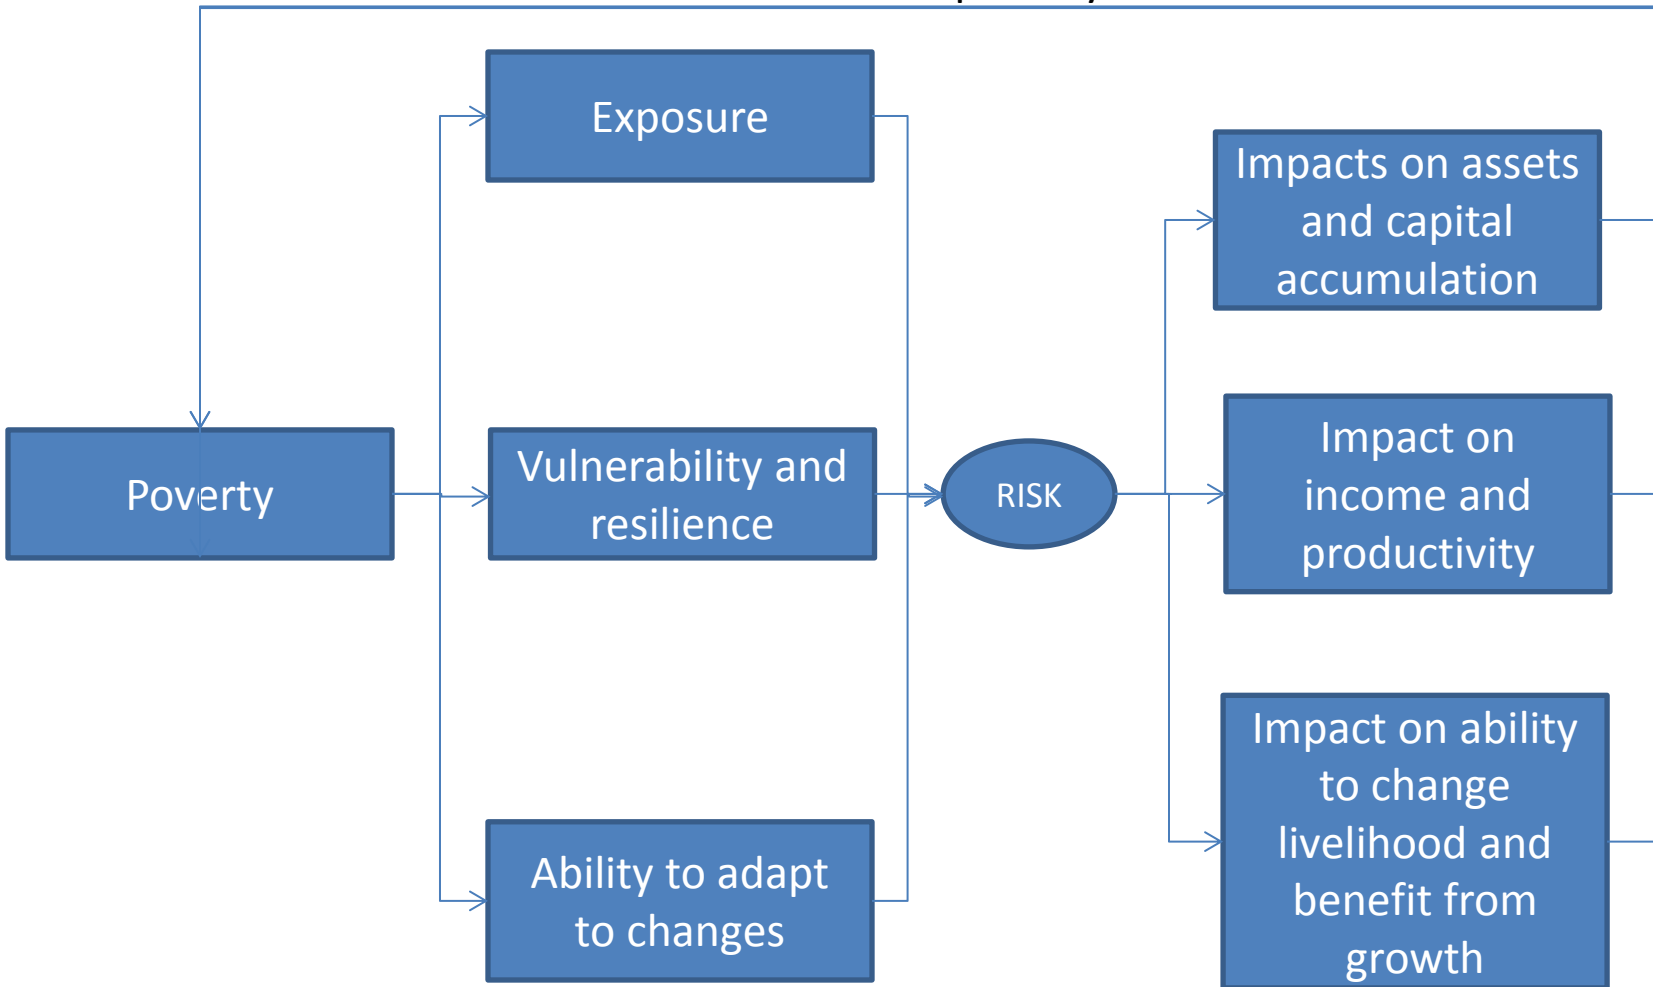 Exposure
Impacts on assets
and capital
accumulation
Poverty
Vulnerability and
resilience
RISK
Impact on
income and
productivity
Ability to adapt
to changes
Impact on ability
to change
livelihood and
benefit from
growth